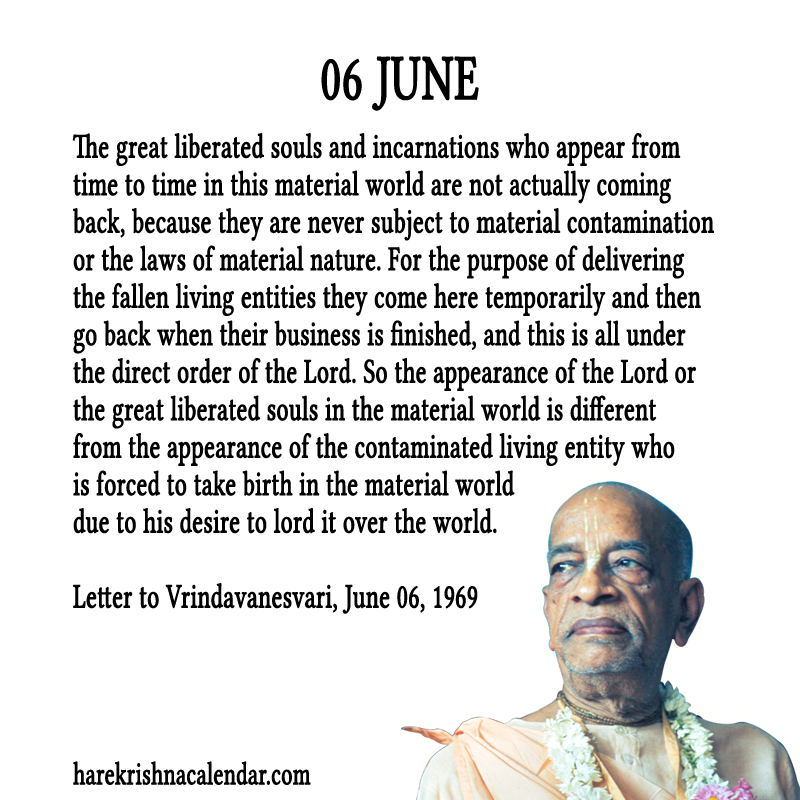 06 JUNE
The great liberated souls and incarnations who appear from
time to time in this material world are not actually coming
back, because they are never subject to material contamination
or the laws of material nature. For the purpose of delivering
the fallen living entities they come here temporarily and then
go back when their business is finished, and this is all under
the direct order of the Lord. So the appearance of the Lord or
the great liberated souls in the material world is different
from the appearance of the contaminated living entity who
is forced to take birth in the material world
due to his desire to lord it over the world.
Letter to Vrindavanesvari, June 06, 1969
harekrishnacalendar.com